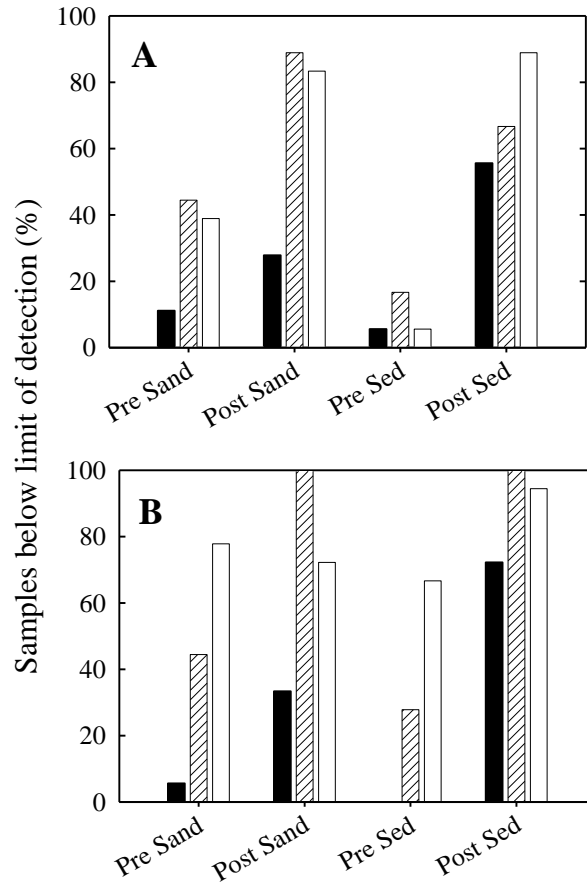 Samples below limit of detection (%)
A
100
80
60
40
20
0
Pre Sand
Post Sand
Pre Sed
Post Sed
B
100
80
60
40
20
0
Pre Sand
Post Sand
Pre Sed
Post Sed